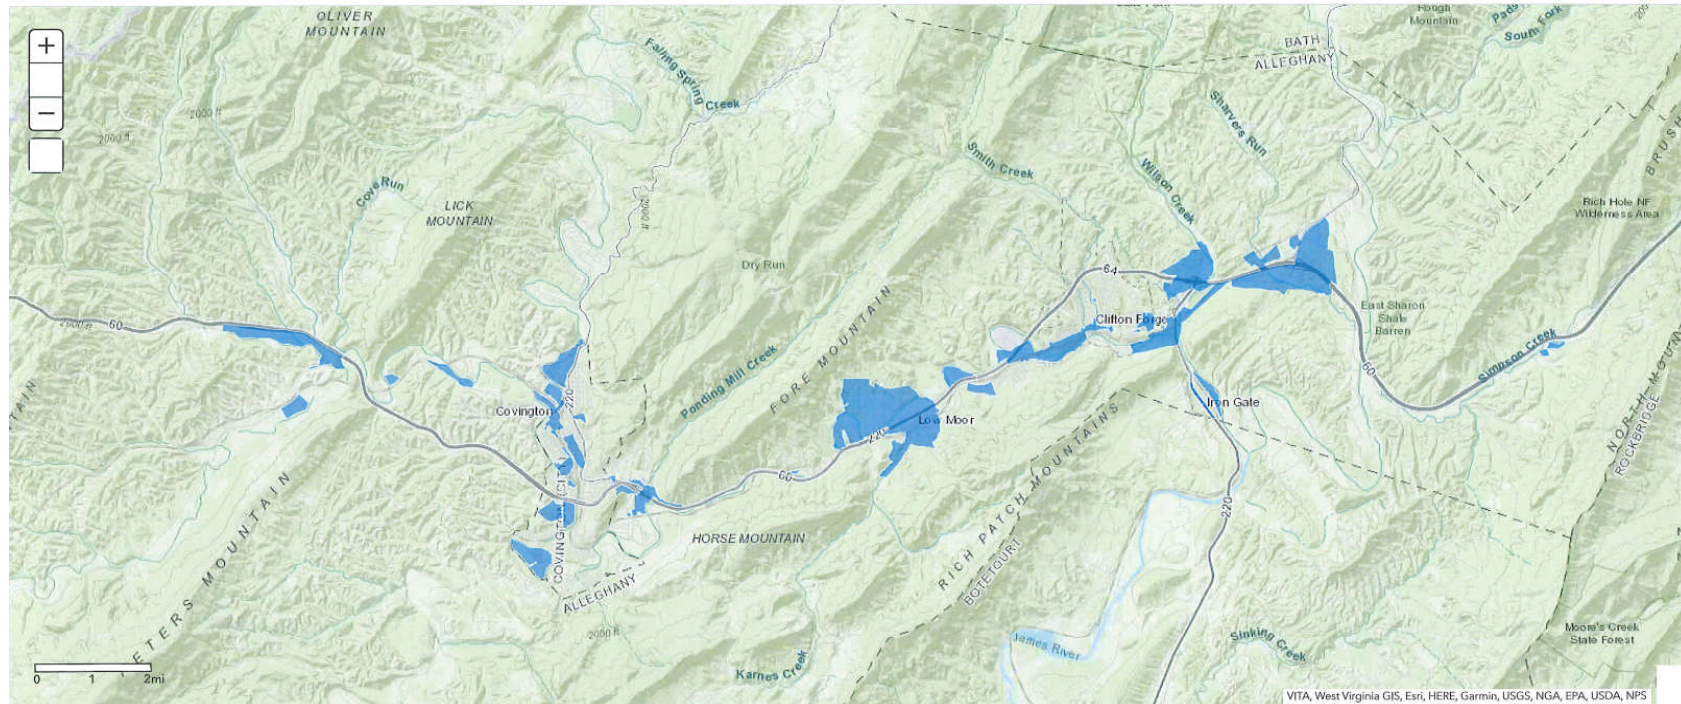 OLIVER
MOUNTAIN
+
−
2000 ft
2000 ft
Falling Spring Creek
Cove Run
LICK
MOUNTAIN
2000 ft
Dry Run
Smith Creek
Wilson Creek
Sharvers Run
BATH
ALLEGHANY
Rough
Mountain
South Fork
BRUSH
Rich Hole NF
Wilderness Area
60
2000 ft
64
Clifton Forge
East Sharon
Shale
Barren
Simpson Creek
60
Covington
220
Ponding Mill Creek
FORE MOUNTAIN
Low Moor
220
60
Iron Gate
NORTH MOUN
ROCKBRIDGE
TAIN
PETERS MOUNTAIN
COVINGTON (CITY)
ALLEGHANY
HORSE MOUNTAIN
RICH PATCH MOUNTAINS
BOTETOURT
220
2000 ft
James River
Sinking Creek
Karnes Creek
Moore's Creek
State Forest
0 1 2mi
VITA, West Virginia GIS, Esri, HERE, Garmin, USGS, NGA, EPA, USDA, NPS